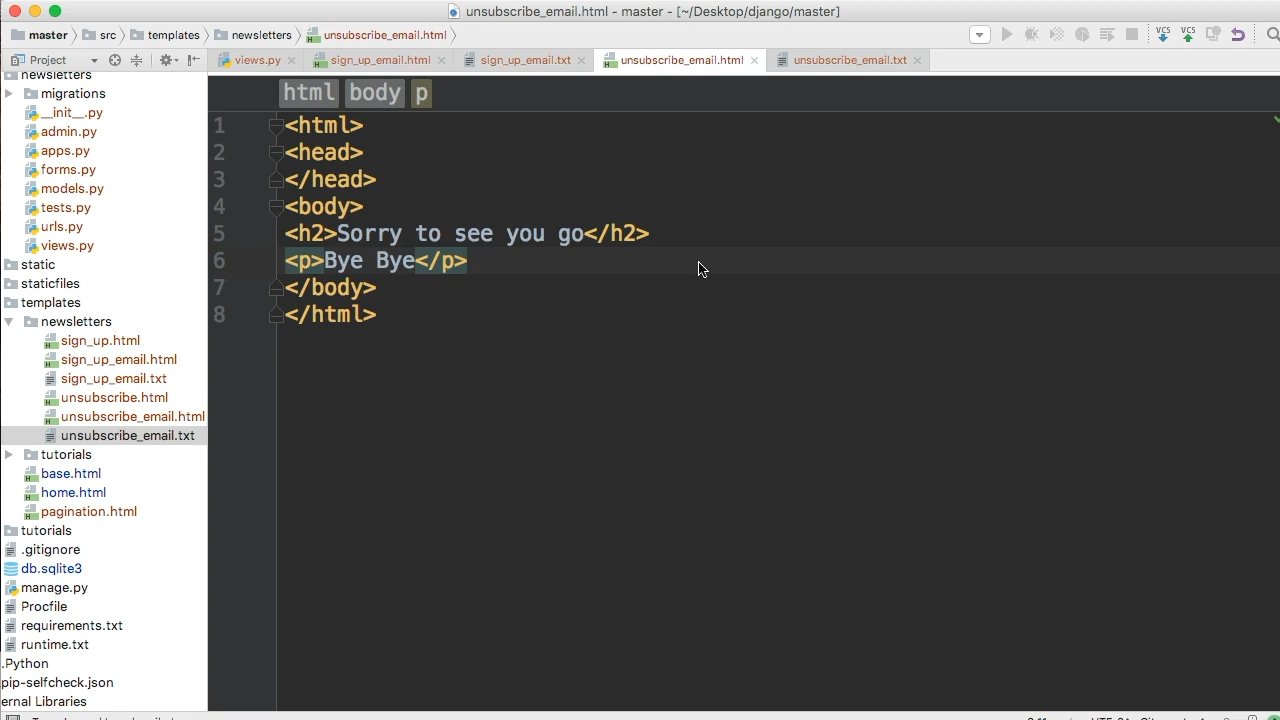 unsubscribe_email.html - master - [~/Desktop/django/master]
master src templates newsletters unsubscribe_email.html
VCS VCS
Project views.py sign_up_email.html sign_up_email.txt unsubscribe_email.html unsubscribe_email.txt
newsletters
migrations
__init__.py
admin.py
apps.py
forms.py
models.py
tests.py
urls.py
views.py
static
staticfiles
templates
newsletters
sign_up.html
sign_up_email.html
sign_up_email.txt
unsubscribe.html
unsubscribe_email.html
unsubscribe_email.txt
tutorials
base.html
home.html
pagination.html
tutorials
.gitignore
db.sqlite3
manage.py
Procfile
requirements.txt
runtime.txt
.Python
pip-selfcheck.json
ernal Libraries
html body p
1 <html>
2 <head>
3 </head>
4 <body>
5 <h2>Sorry to see you go</h2>
6 <p>Bye Bye</p>
7 </body>
8 </html>